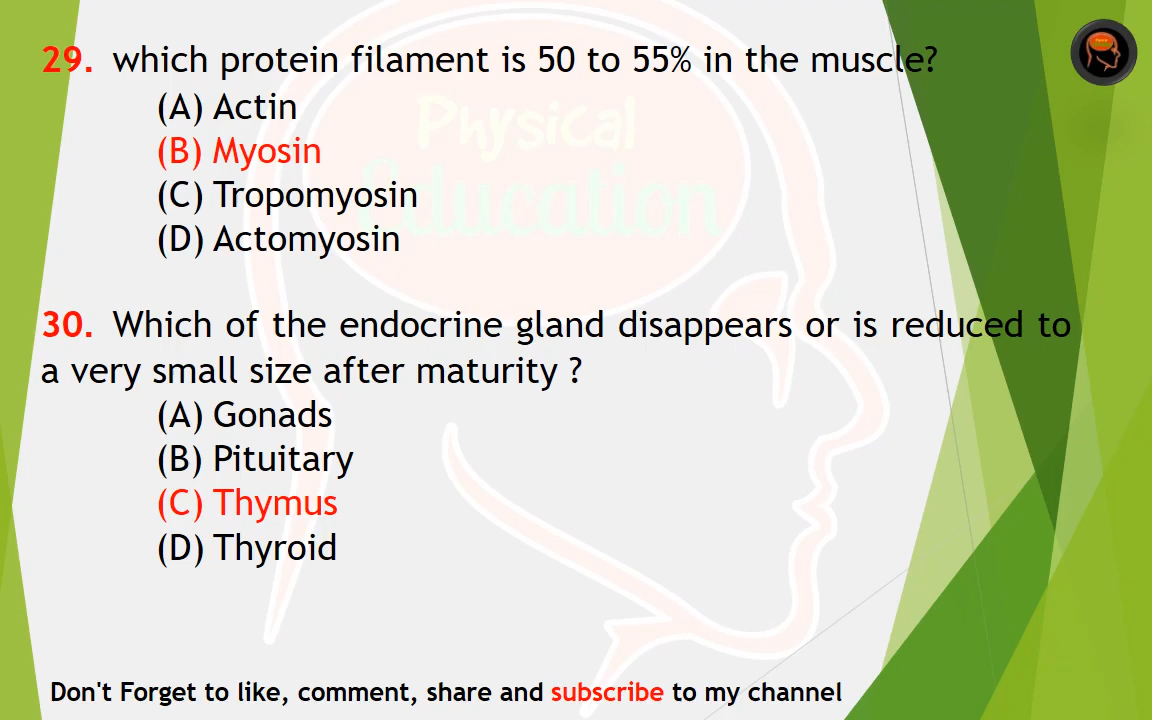 29. which protein filament is 50 to 55% in the muscle?
(A) Actin
(B) Myosin
(C) Tropomyosin
(D) Actomyosin
Physical
Education
30. Which of the endocrine gland disappears or is reduced to
a very small size after maturity ?
(A) Gonads
(B) Pituitary
(C) Thymus
(D) Thyroid
Don't Forget to like, comment, share and subscribe to my channel